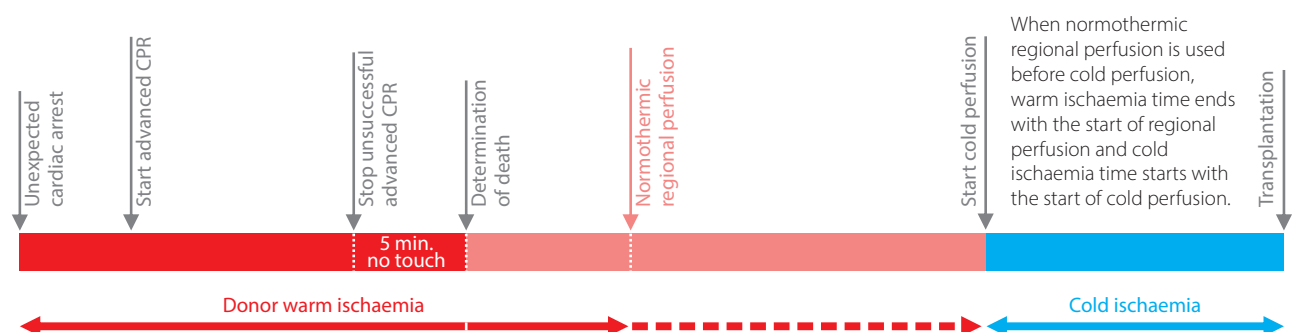 Unexpected
cardiac arrest
Start advanced CPR
Stop unsuccessful
advanced CPR
Determination
of death
Normothermic
regional perfusion
Start cold perfusion
When normothermic
regional perfusion is used
before cold perfusion,
warm ischaemia time ends
with the start of regional
perfusion and cold
ischaemia time starts with
the start of cold perfusion.
Transplantation
5 min.
no touch
Donor warm ischaemia
Cold ischaemia